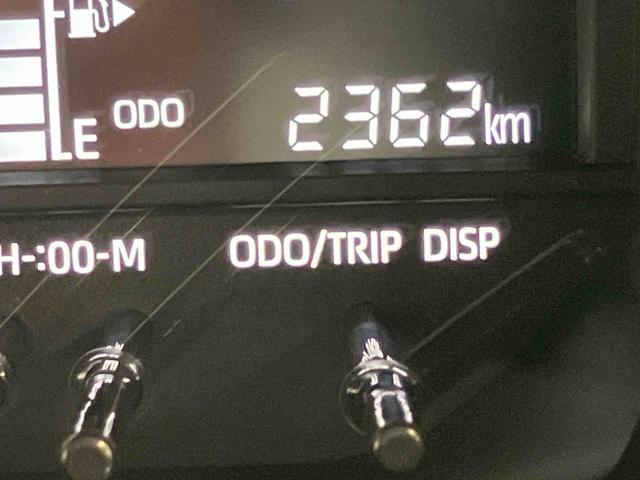 ODO 2362km
E
H-:00-M ODO/TRIP DISP